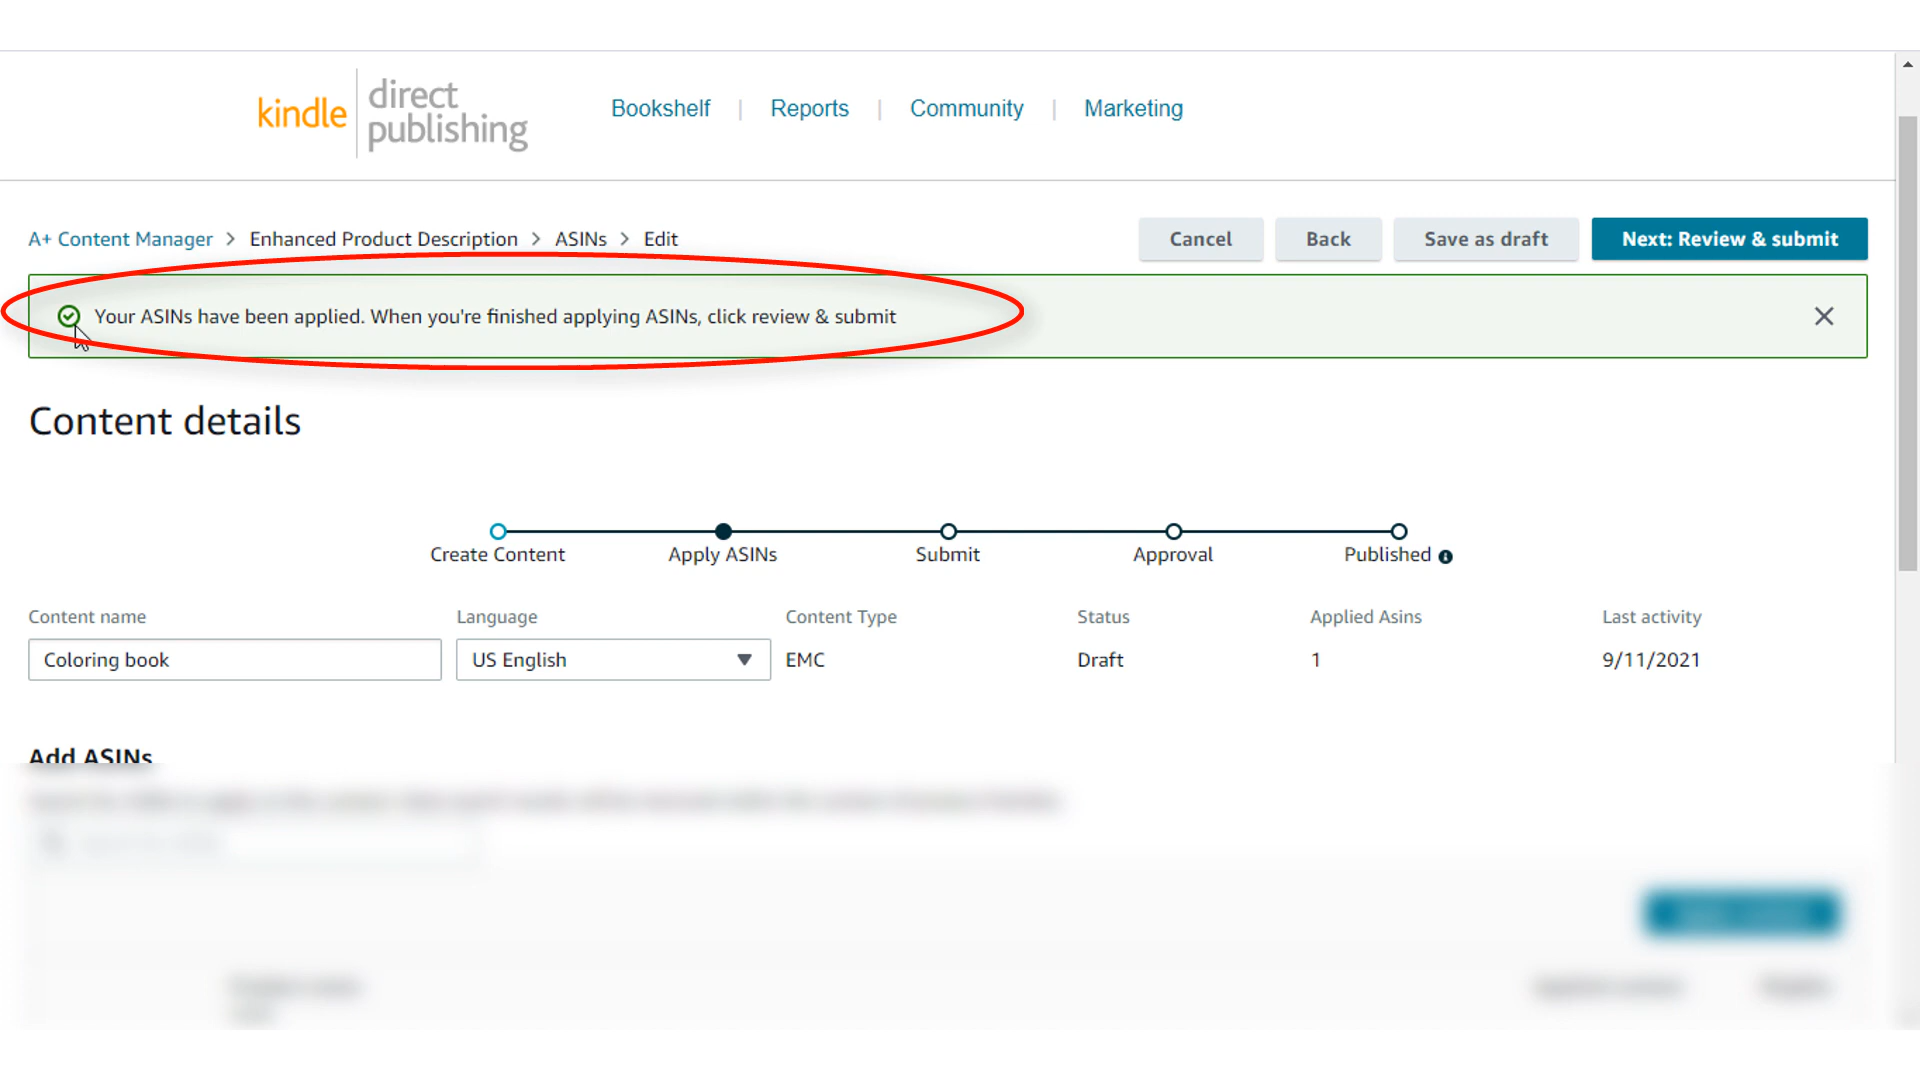 kindle direct publishing
Bookshelf | Reports | Community | Marketing
A+ Content Manager > Enhanced Product Description > ASINs > Edit
Cancel Back Save as draft Next: Review & submit
Your ASINs have been applied. When you're finished applying ASINs, click review & submit
Content details
Create Content Apply ASINs Submit Approval Published
Content name Language Content Type Status Applied Asins Last activity
Coloring book US English EMC Draft 1 9/11/2021
Add ASINs